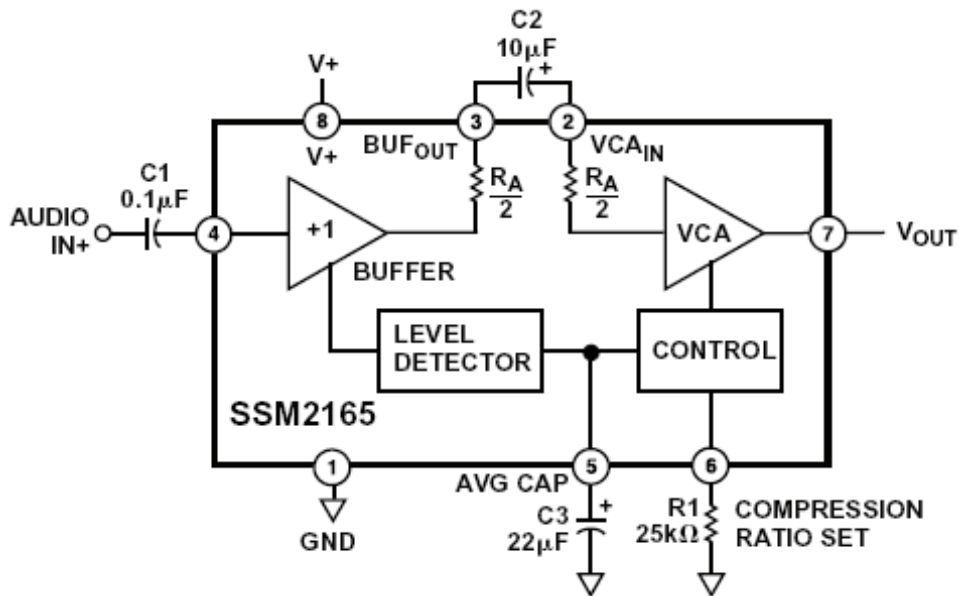 C2
10µF
+
V+
8
V+
3
2
BUFOUT
VCAIN
C1
0.1µF
RA
2
RA
2
AUDIO
IN+
4
+1
VCA
7
VOUT
BUFFER
LEVEL
DETECTOR
CONTROL
SSM2165
1
AVG CAP
5
6
GND
C3
22µF
+
R1
25kΩ
COMPRESSION
RATIO SET